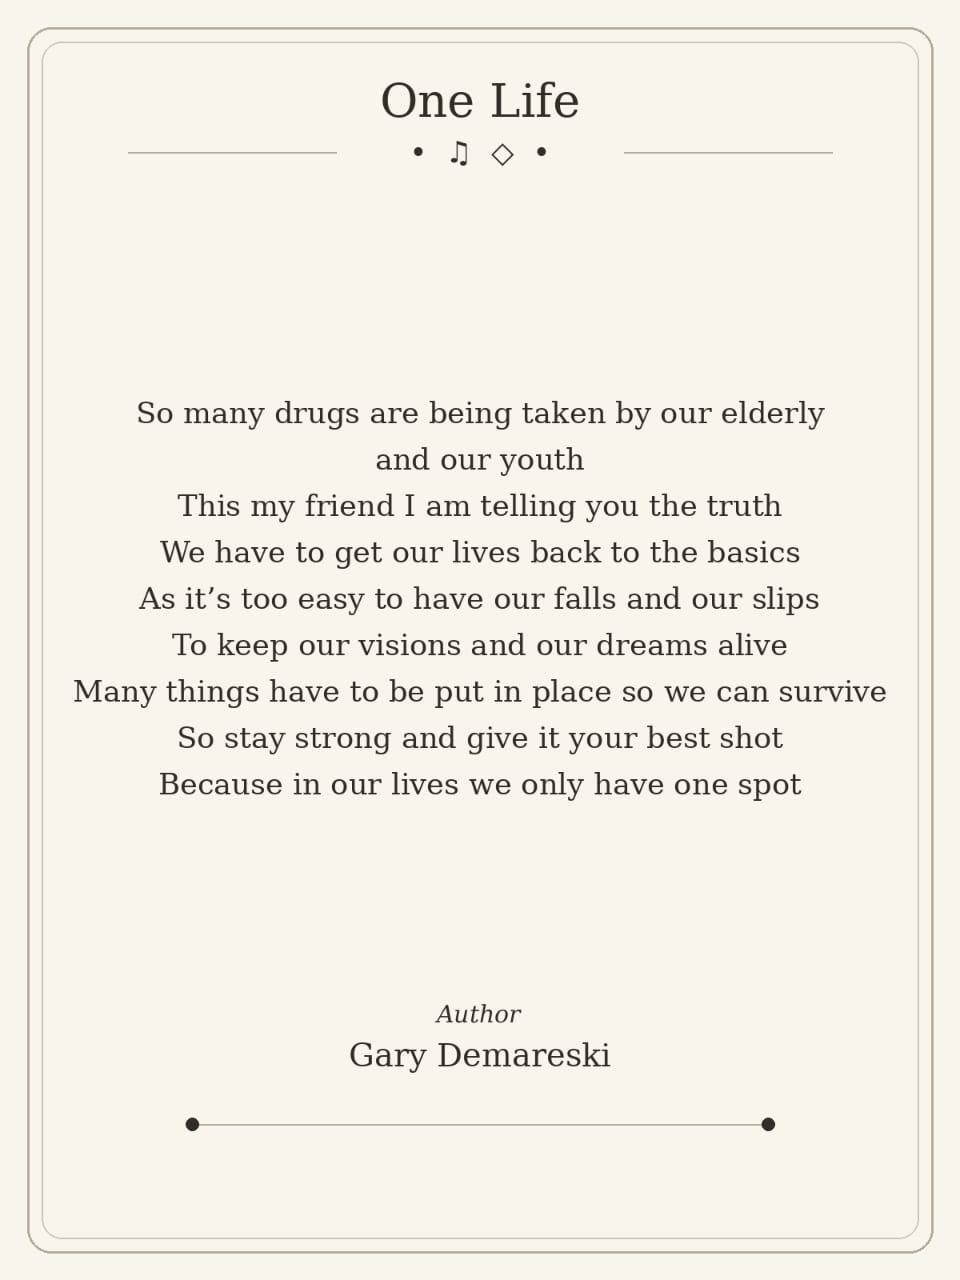 One Life
• ♫ ◇ •
So many drugs are being taken by our elderly
and our youth
This my friend I am telling you the truth
We have to get our lives back to the basics
As it’s too easy to have our falls and our slips
To keep our visions and our dreams alive
Many things have to be put in place so we can survive
So stay strong and give it your best shot
Because in our lives we only have one spot
Author
Gary Demareski